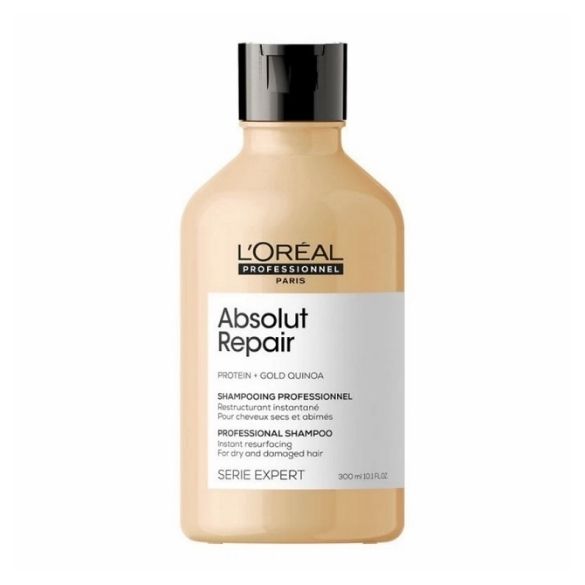 L'ORÉAL
PROFESSIONNEL
PARIS
Absolut
Repair
PROTEIN + GOLD QUINOA
SHAMPOOING PROFESSIONNEL
Restructurant instantané
Pour cheveux secs et abîmés
PROFESSIONAL SHAMPOO
Instant resurfacing
For dry and damaged hair
SERIE EXPERT
300 ml 10.1 FL.OZ